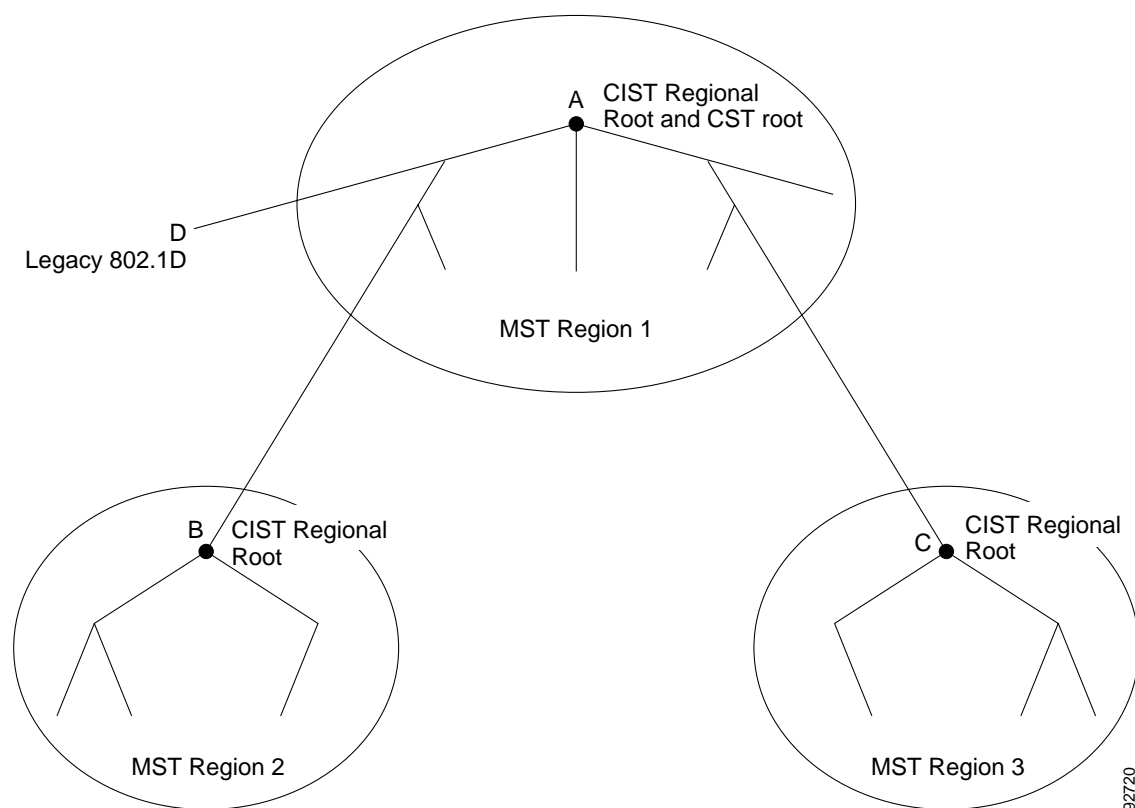 A
CIST Regional
Root and CST root
D
Legacy 802.1D
MST Region 1
B
CIST Regional
Root
C
CIST Regional
Root
MST Region 2
MST Region 3
92720